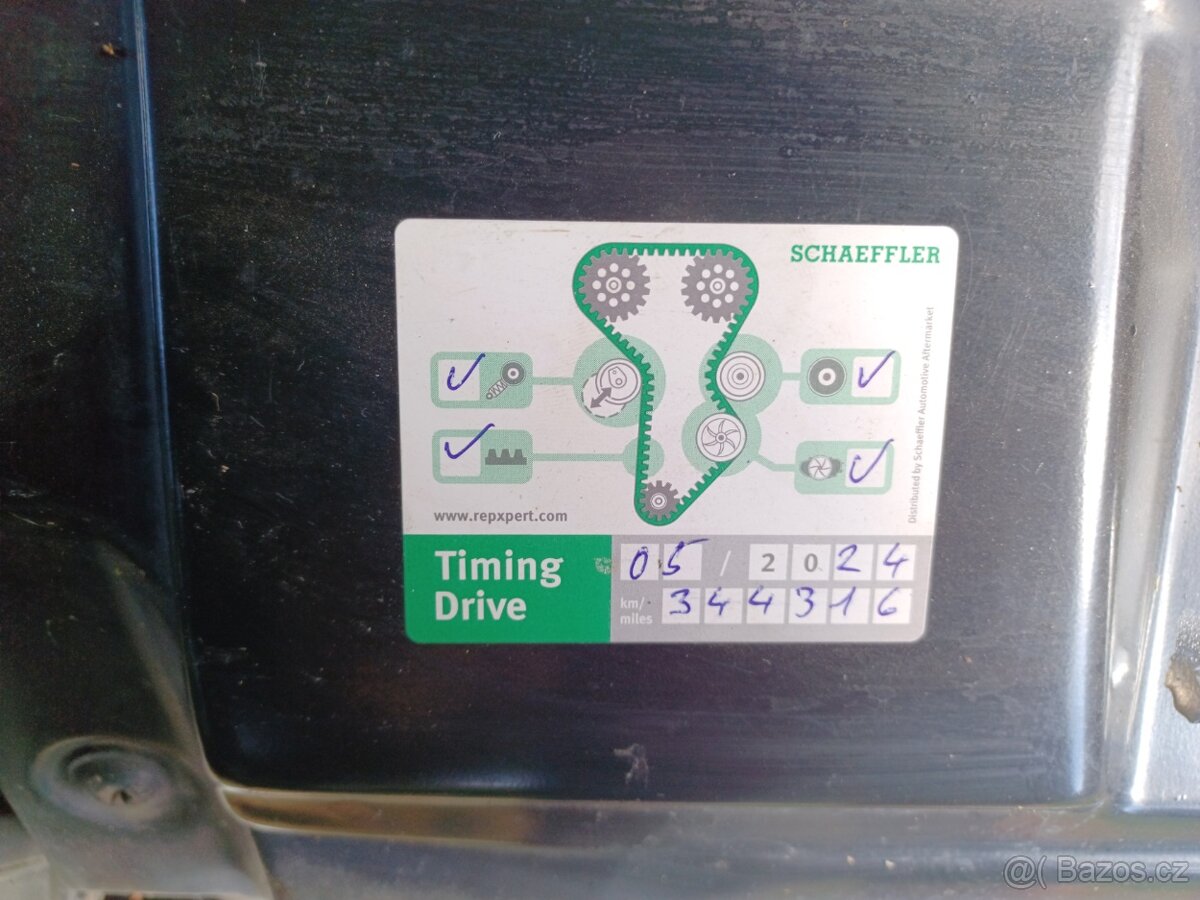 SCHAEFFLER
Distributed by Schaeffler Automotive Aftermarket
www.repxpert.com
Timing
Drive
05 / 2024
km/
miles
344316
@( Bazos.cz